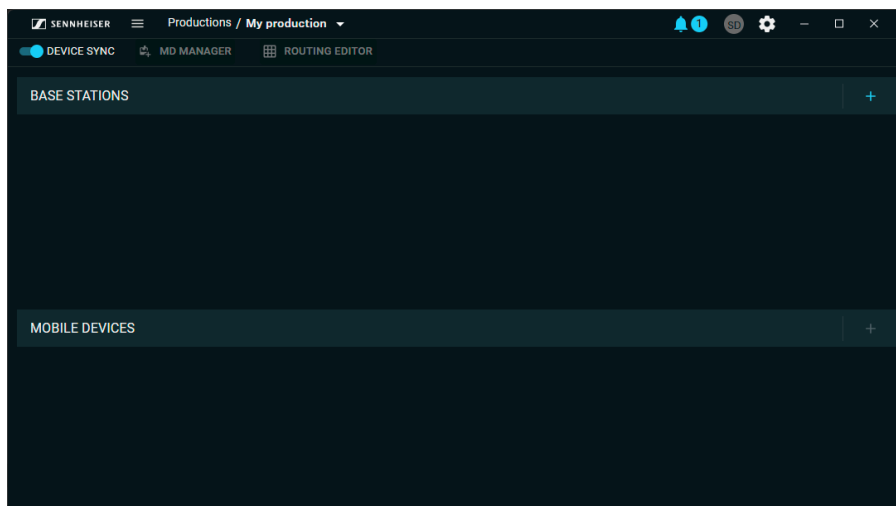 SENNHEISER Productions / My production 1 SD
DEVICE SYNC MD MANAGER ROUTING EDITOR
BASE STATIONS
MOBILE DEVICES